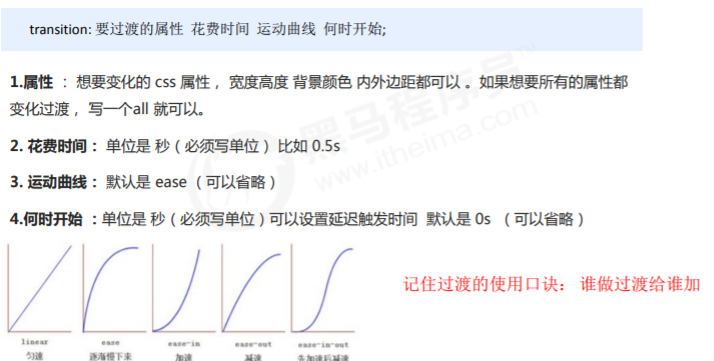 transition: 要过渡的属性 花费时间 运动曲线 何时开始;
1.属性 ： 想要变化的 css 属性， 宽度高度 背景颜色 内外边距都可以 。如果想要所有的属性都
变化过渡， 写一个all 就可以。
2. 花费时间： 单位是 秒（必须写单位） 比如 0.5s
3. 运动曲线： 默认是 ease （可以省略）
4.何时开始 ：单位是 秒（必须写单位）可以设置延迟触发时间 默认是 0s （可以省略）
黑马程序员
www.itheima.com
记住过渡的使用口诀： 谁做过渡给谁加
linear ease ease-in ease-out ease-in-out
匀速 逐渐慢下来 加速 减速 先加速后减速